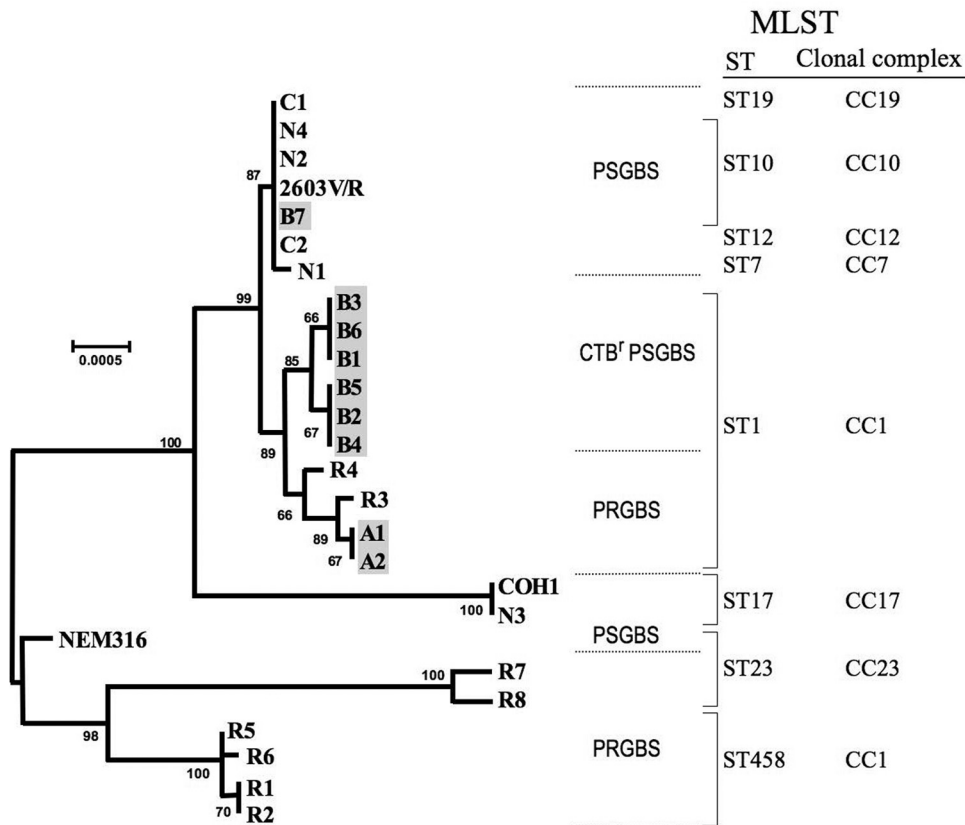 MLST
ST Clonal complex
C1 ST19 CC19
N4
N2 PSGBS ST10 CC10
87 2603V/R
B7
C2 ST12 CC12
N1 ST7 CC7
99 B3
66 B6
0.0005 B1 CTBʳ PSGBS
85 B5
B2
67 B4 ST1 CC1
100 89
R4
66 R3 PRGBS
89 A1
67 A2
COH1 ST17 CC17
100 N3
PSGBS
NEM316
100 R7 ST23 CC23
R8
98 R5
R6 PRGBS ST458 CC1
100 R1
70 R2